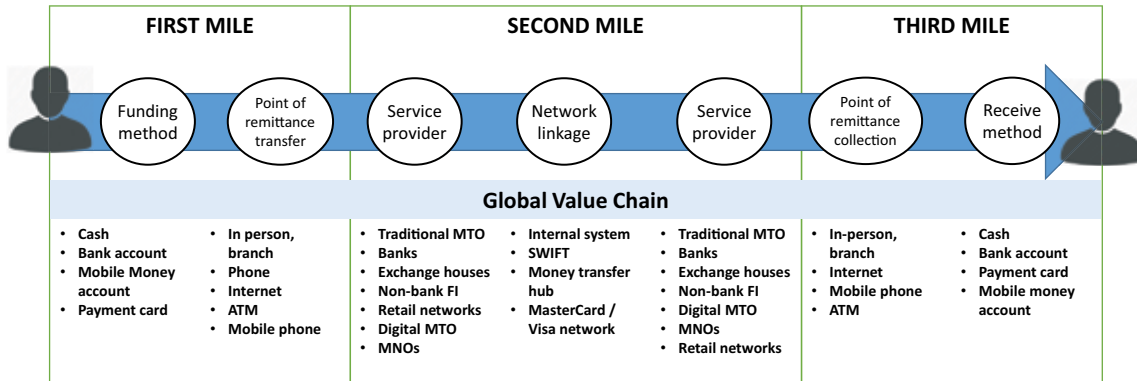 FIRST MILE
SECOND MILE
THIRD MILE
Funding
method
Point of
remittance
transfer
Service
provider
Network
linkage
Service
provider
Point of
remittance
collection
Receive
method
Global Value Chain
• Cash
• Bank account
• Mobile Money
account
• Payment card
• In person,
branch
• Phone
• Internet
• ATM
• Mobile phone
• Traditional MTO
• Banks
• Exchange houses
• Non-bank FI
• Retail networks
• Digital MTO
• MNOs
• Internal system
• SWIFT
• Money transfer
hub
• MasterCard /
Visa network
• Traditional MTO
• Banks
• Exchange houses
• Non-bank FI
• Digital MTO
• MNOs
• Retail networks
• In-person,
branch
• Internet
• Mobile phone
• ATM
• Cash
• Bank account
• Payment card
• Mobile money
account